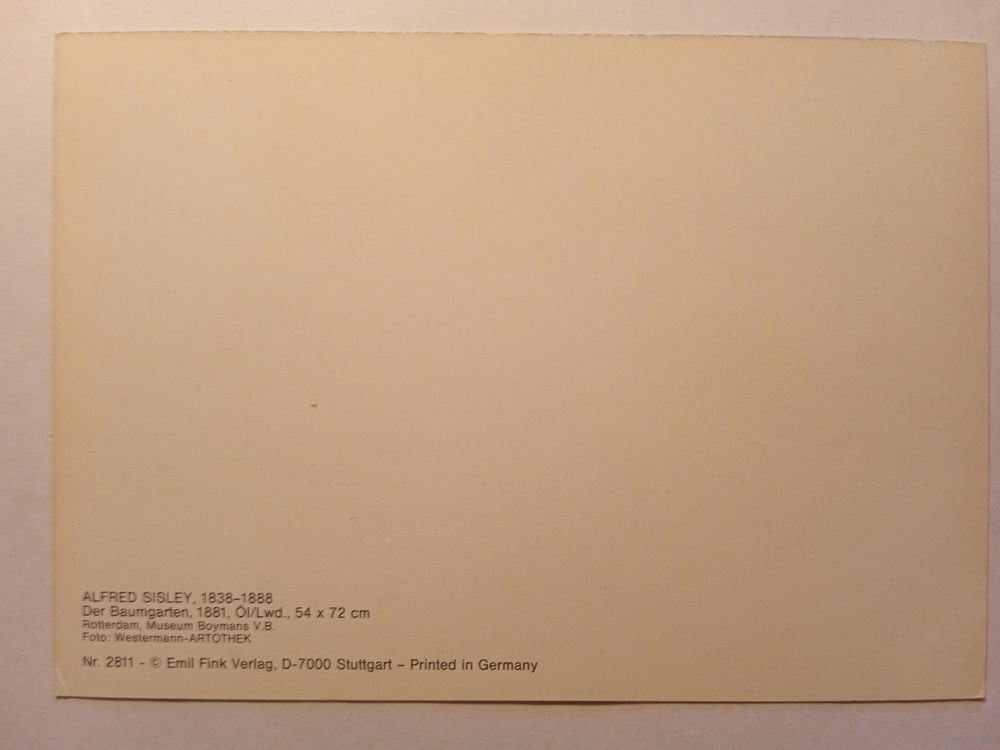 ALFRED SISLEY, 1838–1888
Der Baumgarten, 1881, Öl/Lwd., 54 x 72 cm
Rotterdam, Museum Boymans V.B.
Foto: Westermann-ARTOTHEK
Nr. 2811 - © Emil Fink Verlag, D-7000 Stuttgart – Printed in Germany